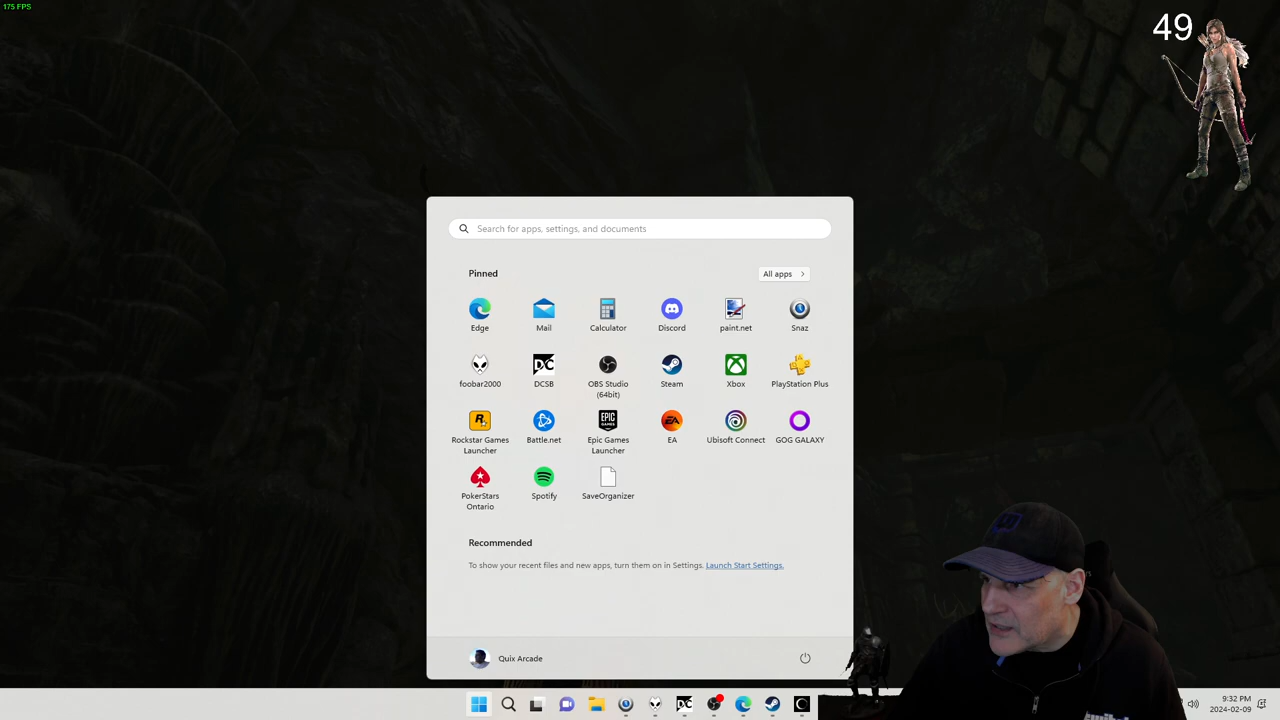 175 FPS
49
Search for apps, settings, and documents
Pinned
All apps
Edge
Mail
Calculator
Discord
paint.net
Snaz
foobar2000
DCSB
OBS Studio
(64bit)
Steam
Xbox
PlayStation Plus
Rockstar Games
Launcher
Battle.net
Epic Games
Launcher
EA
Ubisoft Connect
GOG GALAXY
PokerStars
Ontario
Spotify
SaveOrganizer
Recommended
To show your recent files and new apps, turn them on in Settings. Launch Start Settings.
Quix Arcade
9:32 PM
2024-02-09